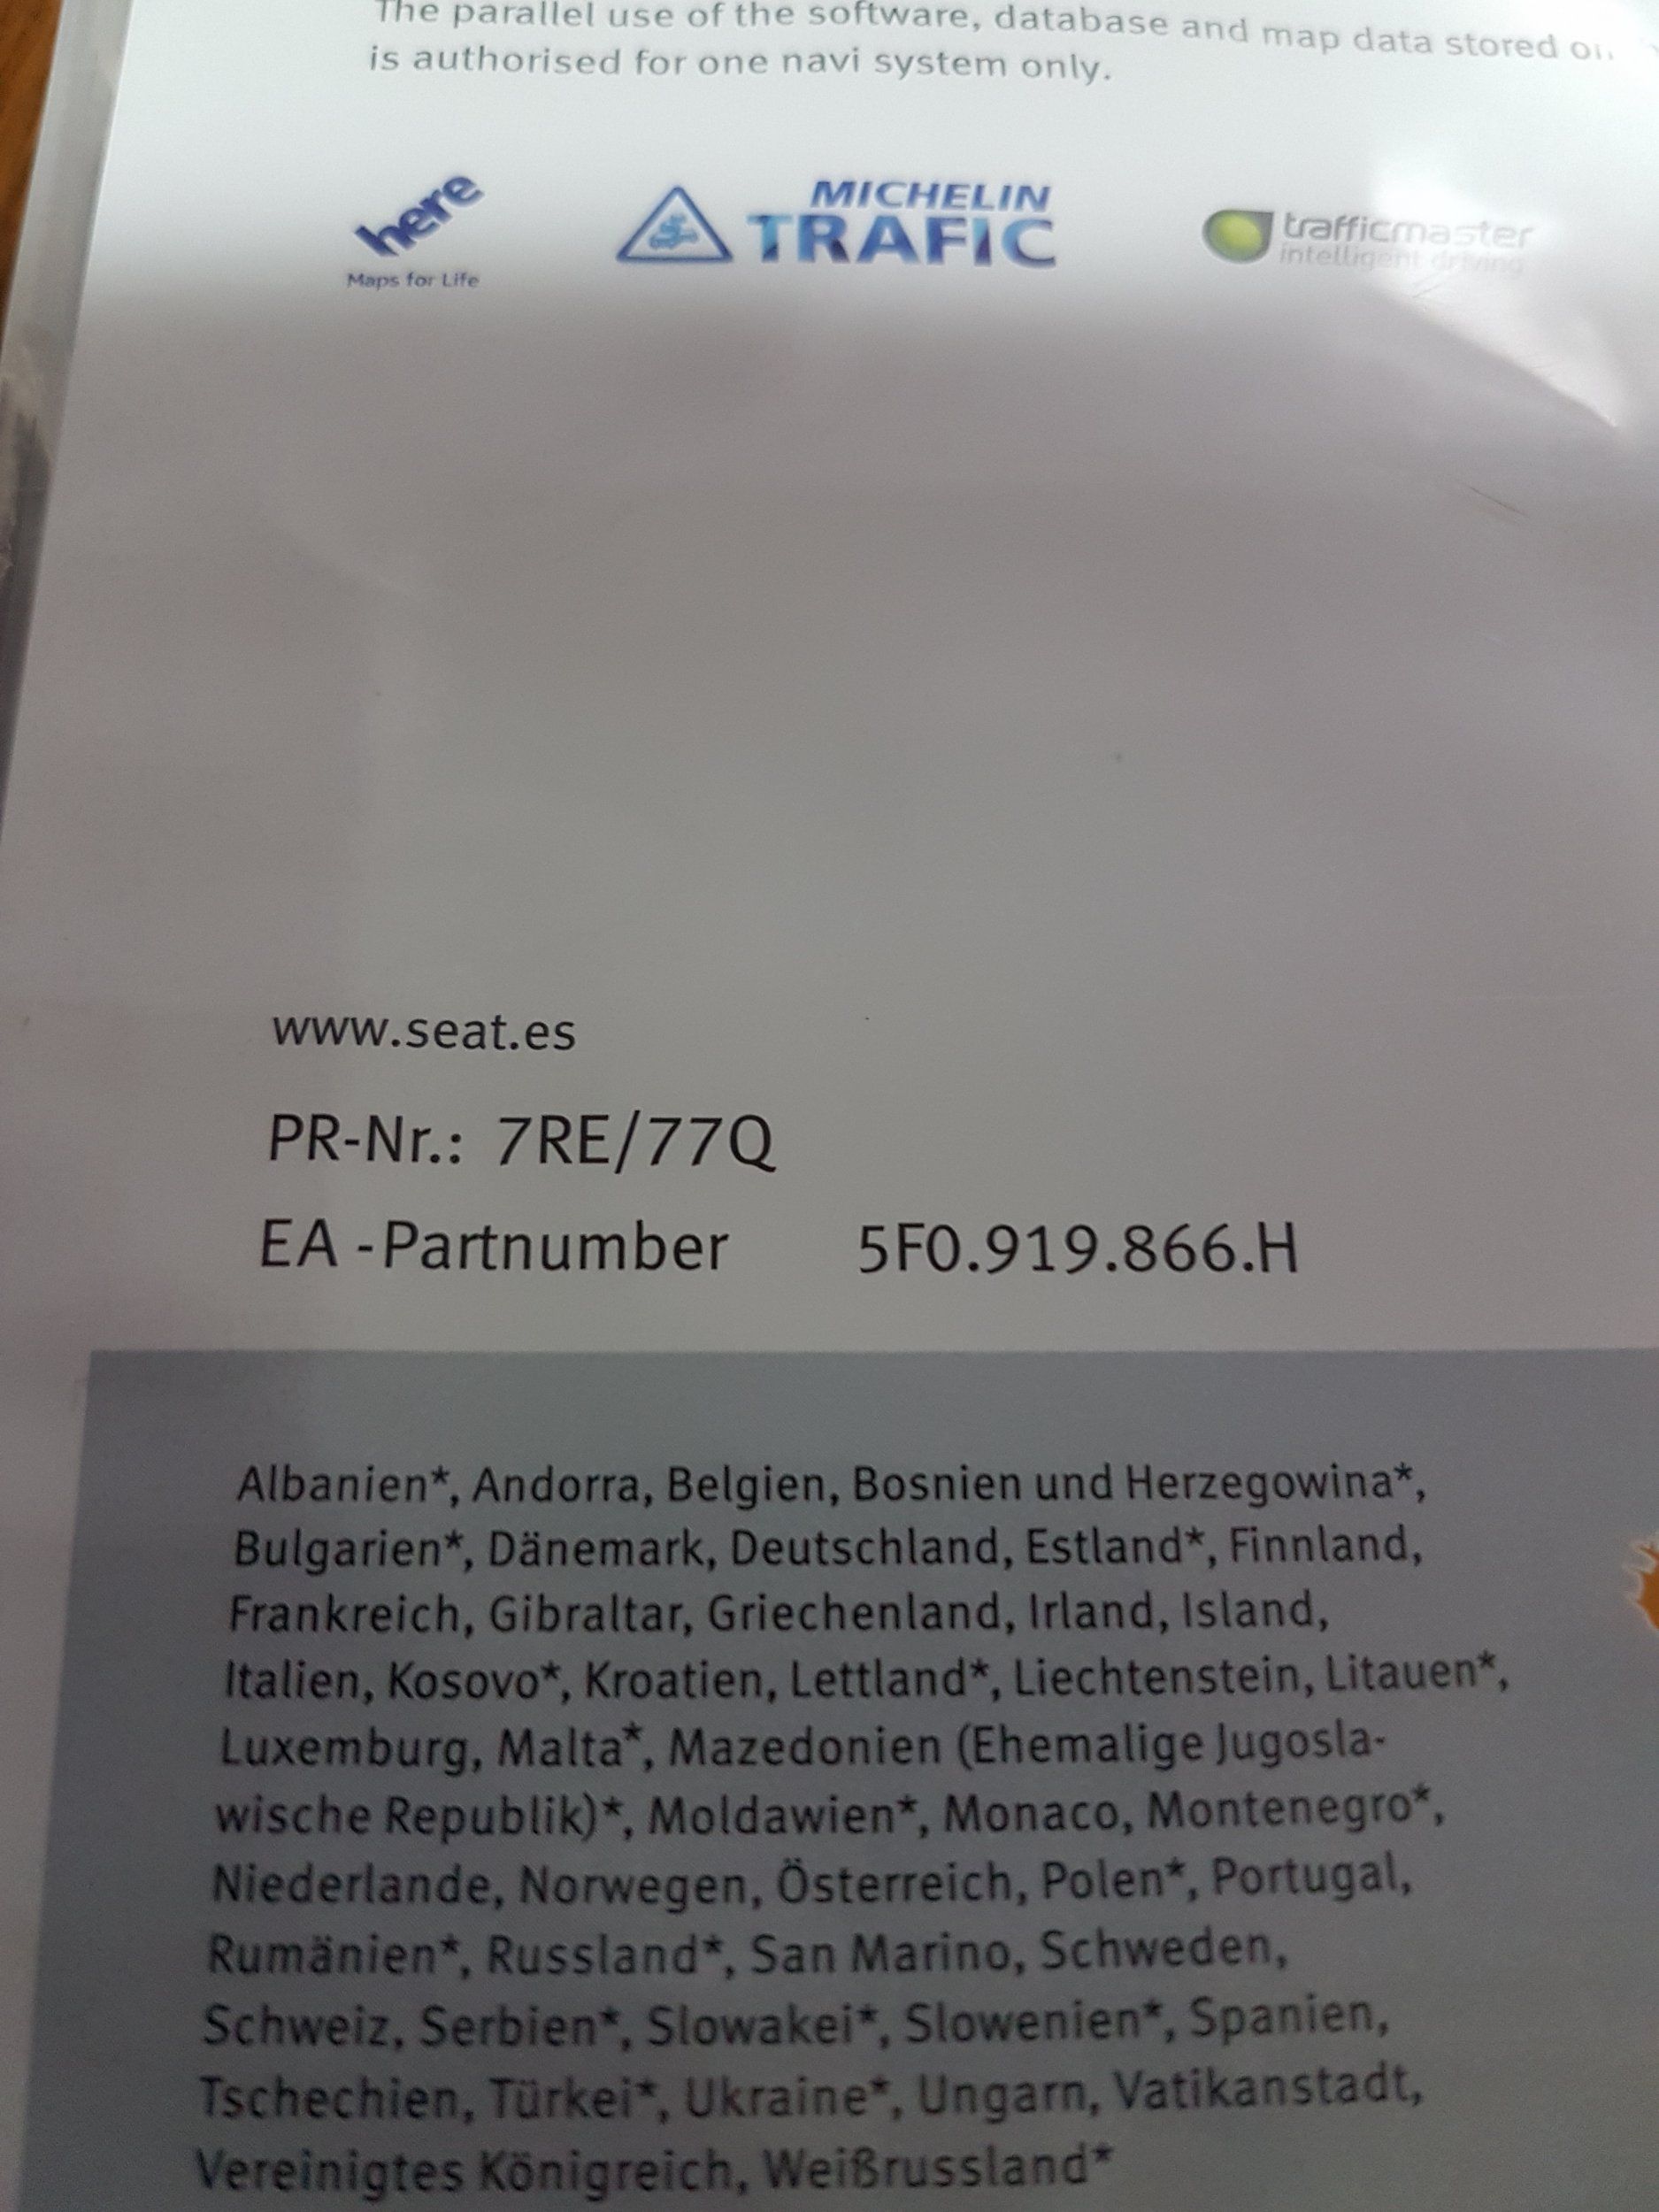 The parallel use of the software, database and map data stored
is authorised for one navi system only.
here
Maps for Life
MICHELIN
TRAFIC
trafficmaster
intelligent driving
www.seat.es
PR-Nr.: 7RE/77Q
EA -Partnumber 5F0.919.866.H
Albanien*, Andorra, Belgien, Bosnien und Herzegowina*,
Bulgarien*, Dänemark, Deutschland, Estland*, Finnland,
Frankreich, Gibraltar, Griechenland, Irland, Island,
Italien, Kosovo*, Kroatien, Lettland*, Liechtenstein, Litauen*,
Luxemburg, Malta*, Mazedonien (Ehemalige Jugosla-
wische Republik)*, Moldawien*, Monaco, Montenegro*,
Niederlande, Norwegen, Österreich, Polen*, Portugal,
Rumänien*, Russland*, San Marino, Schweden,
Schweiz, Serbien*, Slowakei*, Slowenien*, Spanien,
Tschechien, Türkei*, Ukraine*, Ungarn, Vatikanstadt,
Vereinigtes Königreich, Weißrussland*